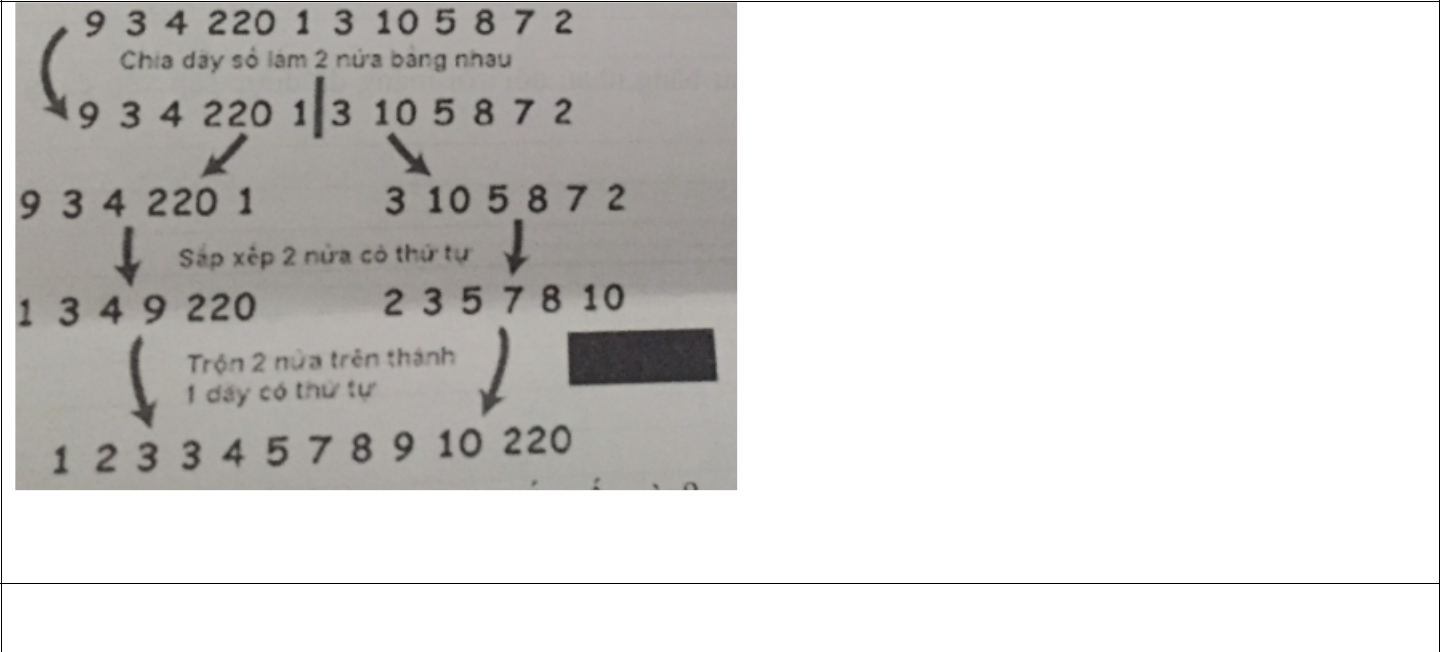 9 3 4 220 1 3 10 5 8 7 2
Chia dãy số làm 2 nửa bằng nhau
9 3 4 220 1 3 10 5 8 7 2
9 3 4 220 1 3 10 5 8 7 2
Sắp xếp 2 nửa có thứ tự
1 3 4 9 220 2 3 5 7 8 10
Trộn 2 nửa trên thành
1 dãy có thứ tự
1 2 3 3 4 5 7 8 9 10 220